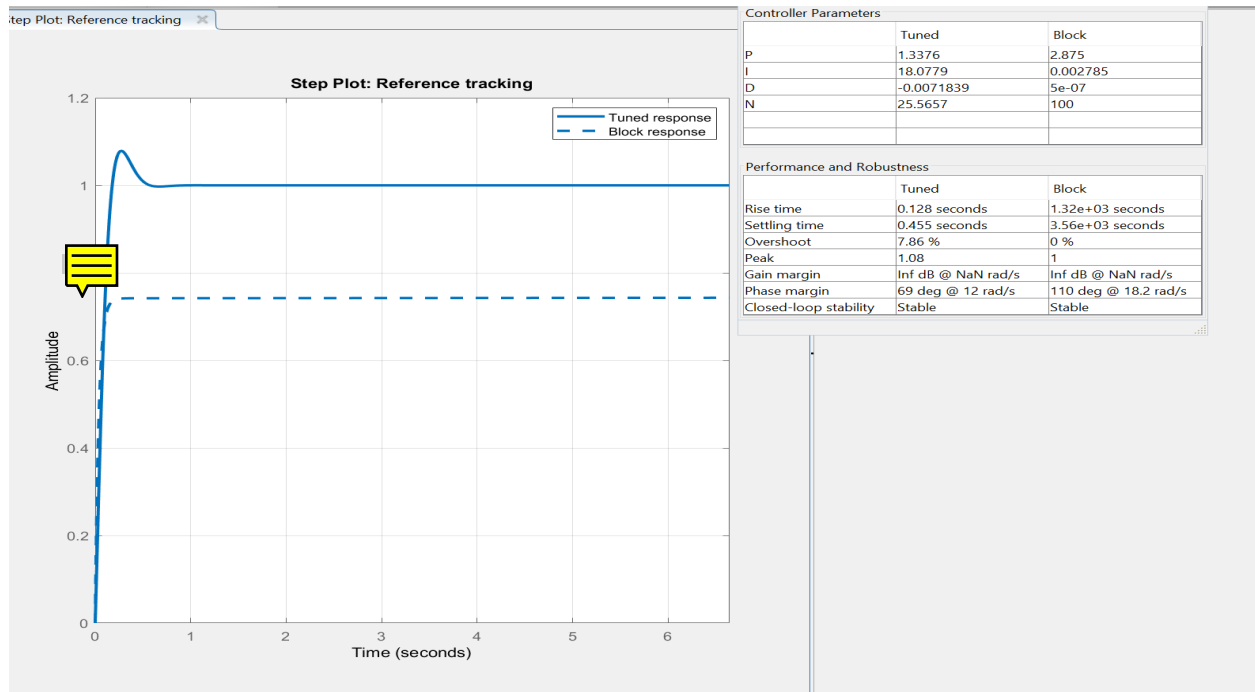 Step Plot: Reference tracking
Step Plot: Reference tracking
Tuned response
Block response
1.2
1
0.6
0.4
0.2
0
0 1 2 3 4 5 6
Amplitude
Time (seconds)
Controller Parameters
Tuned Block
P 1.3376 2.875
I 18.0779 0.002785
D -0.0071839 5e-07
N 25.5657 100
Performance and Robustness
Tuned Block
Rise time 0.128 seconds 1.32e+03 seconds
Settling time 0.455 seconds 3.56e+03 seconds
Overshoot 7.86 % 0 %
Peak 1.08 1
Gain margin Inf dB @ NaN rad/s Inf dB @ NaN rad/s
Phase margin 69 deg @ 12 rad/s 110 deg @ 18.2 rad/s
Closed-loop stability Stable Stable